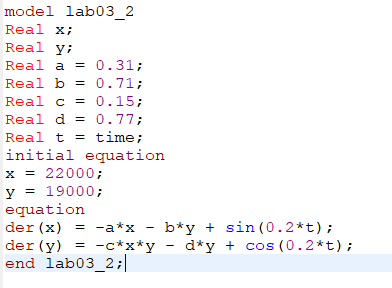 model lab03_2
Real x;
Real y;
Real a = 0.31;
Real b = 0.71;
Real c = 0.15;
Real d = 0.77;
Real t = time;
initial equation
x = 22000;
y = 19000;
equation
der(x) = -a*x - b*y + sin(0.2*t);
der(y) = -c*x*y - d*y + cos(0.2*t);
end lab03_2;